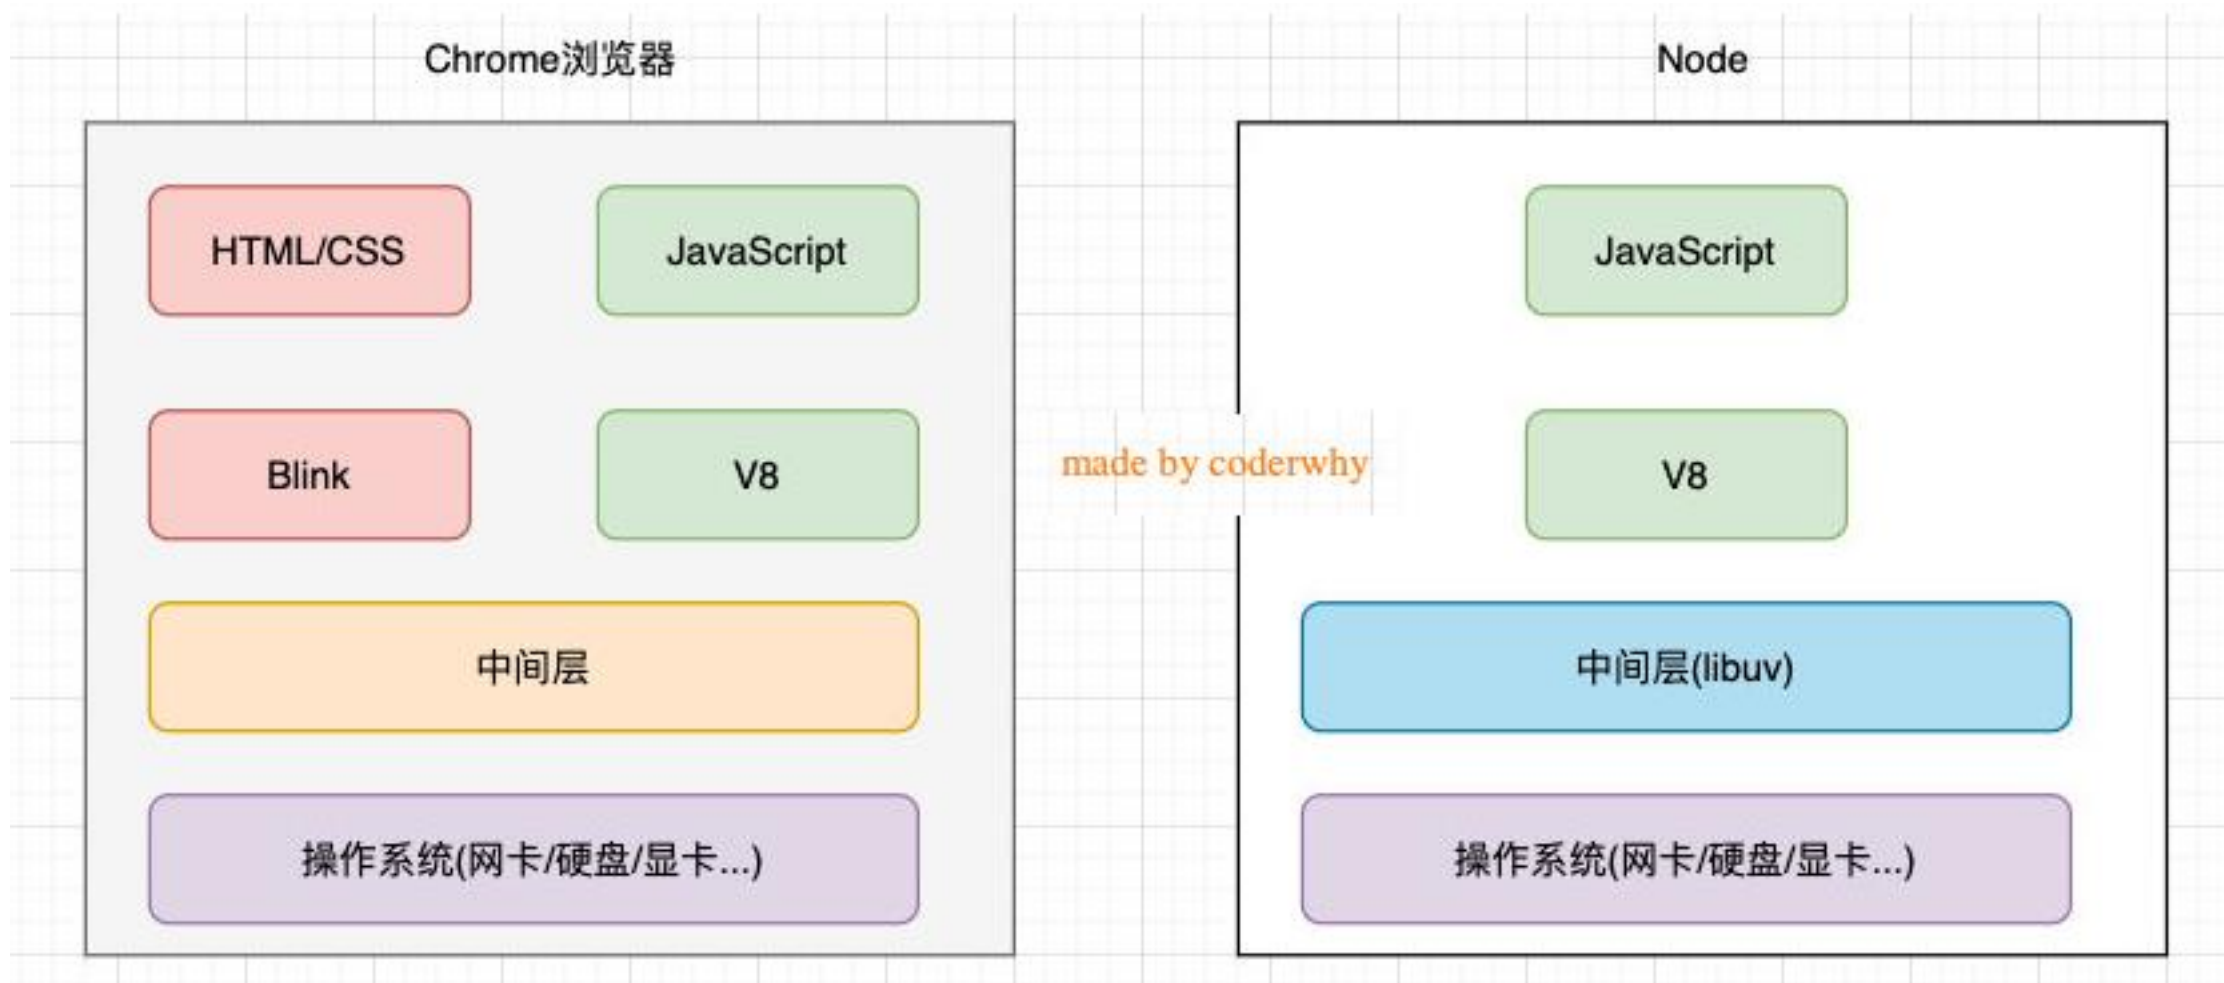 Chrome浏览器
HTML/CSS
JavaScript
Blink
V8
中间层
操作系统(网卡/硬盘/显卡...)
made by coderwhy
Node
JavaScript
V8
中间层(libuv)
操作系统(网卡/硬盘/显卡...)